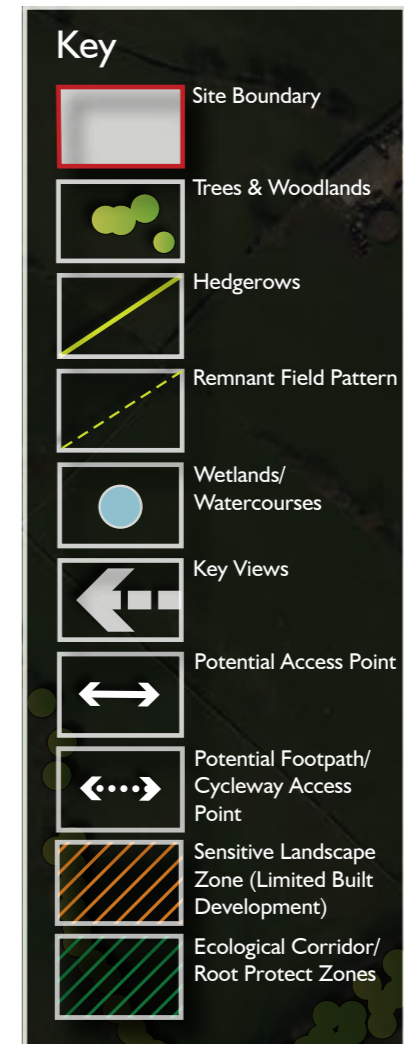 Key
Site Boundary
Trees & Woodlands
Hedgerows
Remnant Field Pattern
Wetlands/
Watercourses
Key Views
Potential Access Point
Potential Footpath/
Cycleway Access
Point
Sensitive Landscape
Zone (Limited Built
Development)
Ecological Corridor/
Root Protect Zones